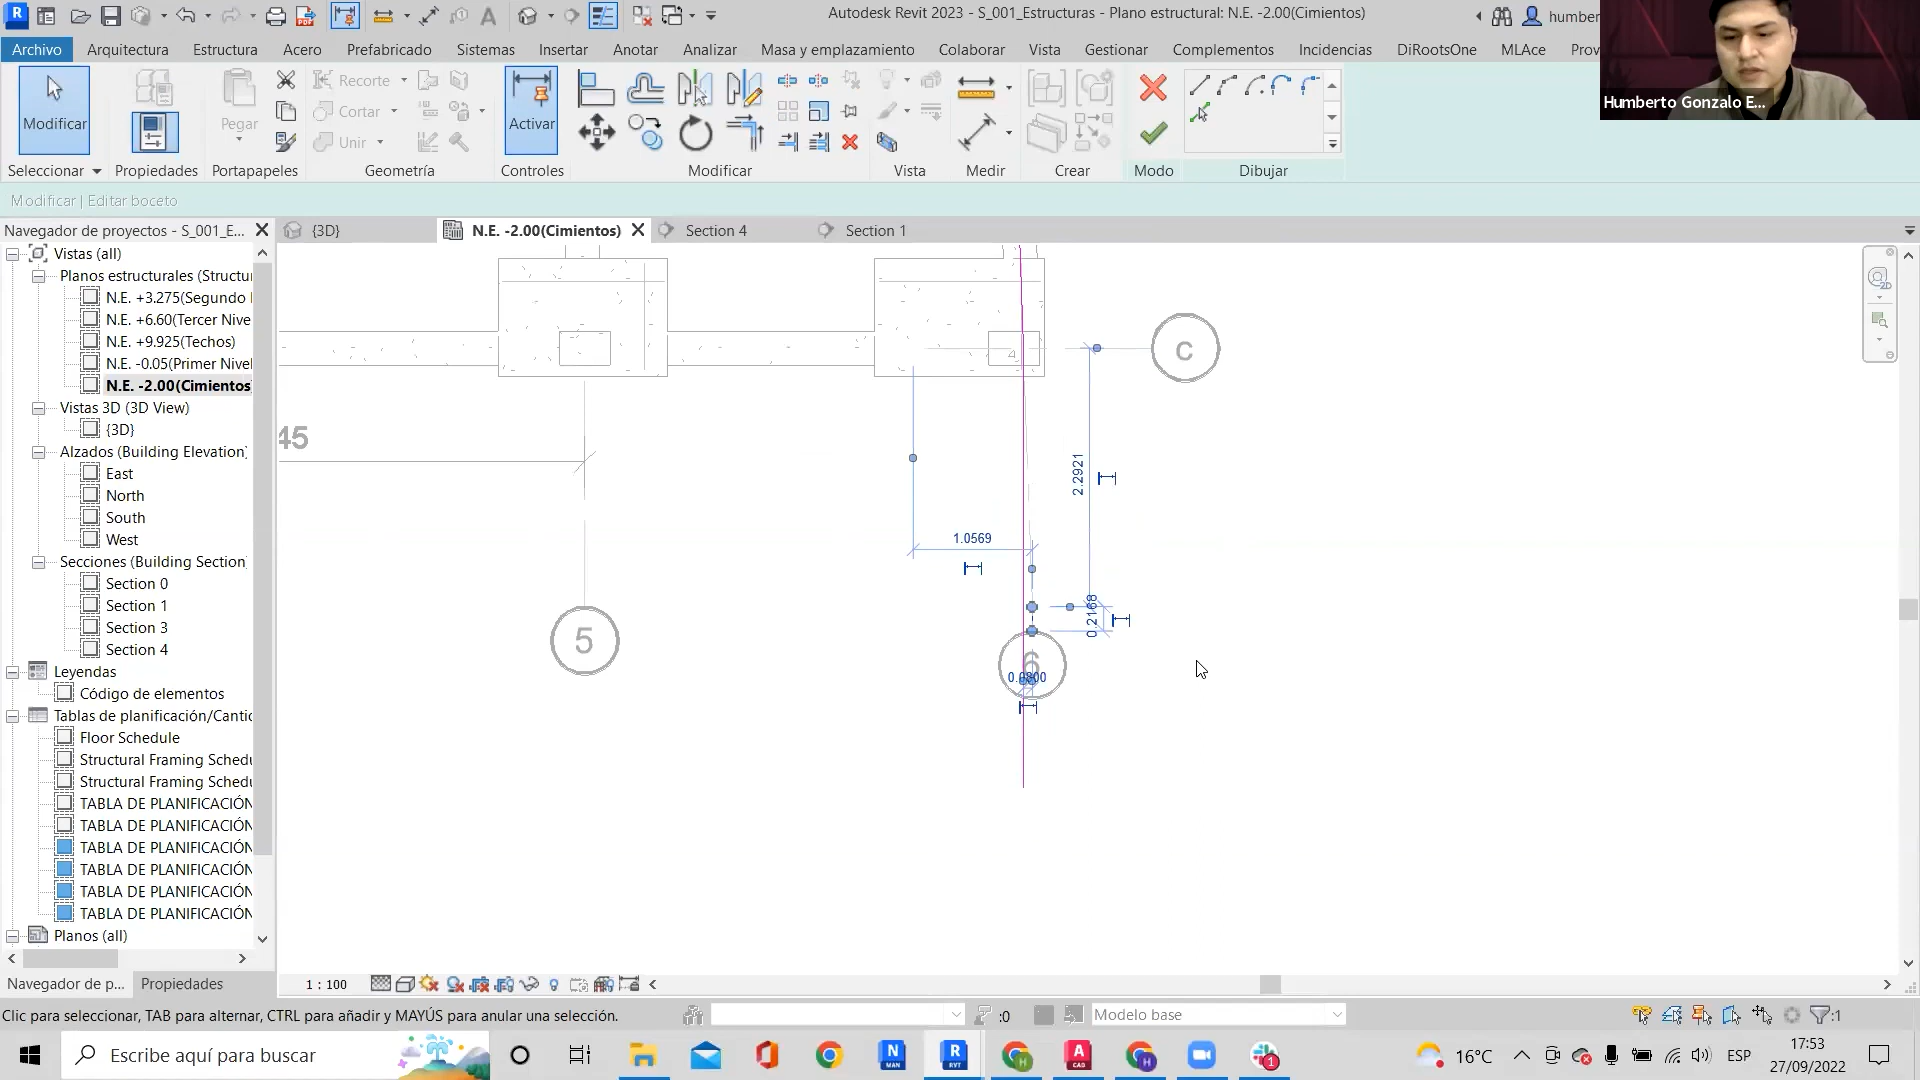 Autodesk Revit 2023 - S_001_Estructuras - Plano estructural: N.E. -2.00(Cimientos)
humber
Archivo Arquitectura Estructura Acero Prefabricado Sistemas Insertar Anotar Analizar Masa y emplazamiento Colaborar Vista Gestionar Complementos Incidencias DiRootsOne MLAce Prov
Humberto Gonzalo E...
Modificar
Pegar
Recorte
Cortar
Unir
Activar
Seleccionar Propiedades Portapapeles Geometría Controles Modificar Vista Medir Crear Modo Dibujar
Modificar | Editar boceto
Navegador de proyectos - S_001_E...
{3D}
N.E. -2.00(Cimientos)
Section 4
Section 1
Vistas (all)
Planos estructurales (Structu
N.E. +3.275(Segundo
N.E. +6.60(Tercer Nive
N.E. +9.925(Techos)
N.E. -0.05(Primer Nivel
N.E. -2.00(Cimientos
Vistas 3D (3D View)
{3D}
Alzados (Building Elevation)
East
North
South
West
Secciones (Building Section)
Section 0
Section 1
Section 3
Section 4
Leyendas
Código de elementos
Tablas de planificación/Cantid
Floor Schedule
Structural Framing Schedu
Structural Framing Schedu
TABLA DE PLANIFICACIÓN
TABLA DE PLANIFICACIÓN
TABLA DE PLANIFICACIÓN
TABLA DE PLANIFICACIÓN
TABLA DE PLANIFICACIÓN
TABLA DE PLANIFICACIÓN
Planos (all)
Navegador de p... Propiedades
C
45
2.2921
1.0569
0.2168
5
6
0.0800
2D
1 : 100
Clic para seleccionar, TAB para alternar, CTRL para añadir y MAYÚS para anular una selección.
:0
Modelo base
:1
Escribe aquí para buscar
16°C
ESP
17:53
27/09/2022